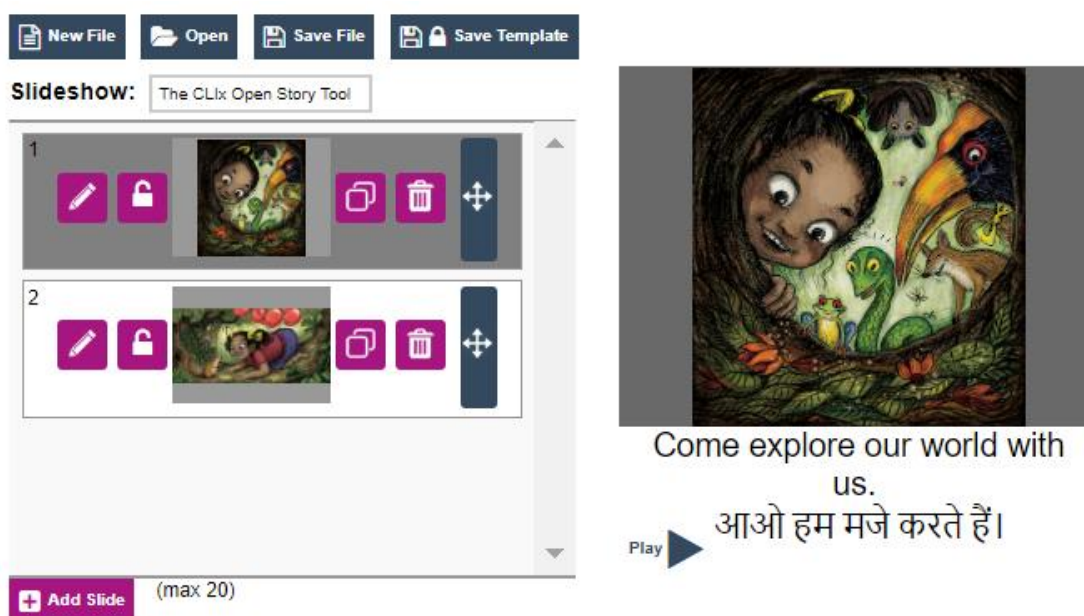 New File
Open
Save File
Save Template
Slideshow:
The CLIx Open Story Tool
1
2
Add Slide
(max 20)
Come explore our world with
us.
आओ हम मजे करते हैं।
Play